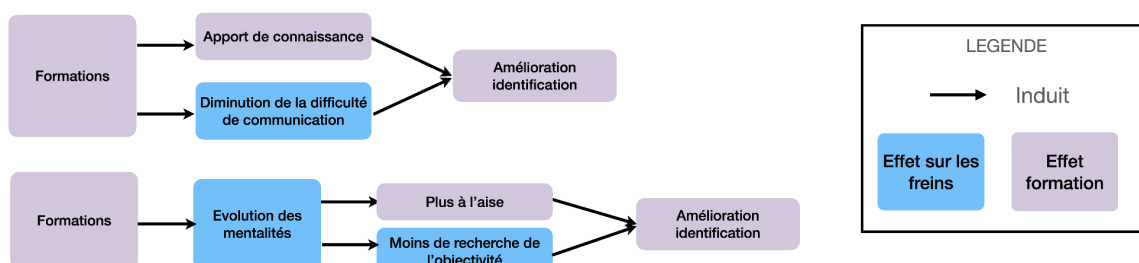 Formations
Apport de connaissance
Diminution de la difficulté
de communication
Amélioration
identification
Formations
Evolution des
mentalités
Plus à l'aise
Moins de recherche de
l'objectivité
Amélioration
identification
LEGENDE
Induit
Effet sur les
freins
Effet
formation